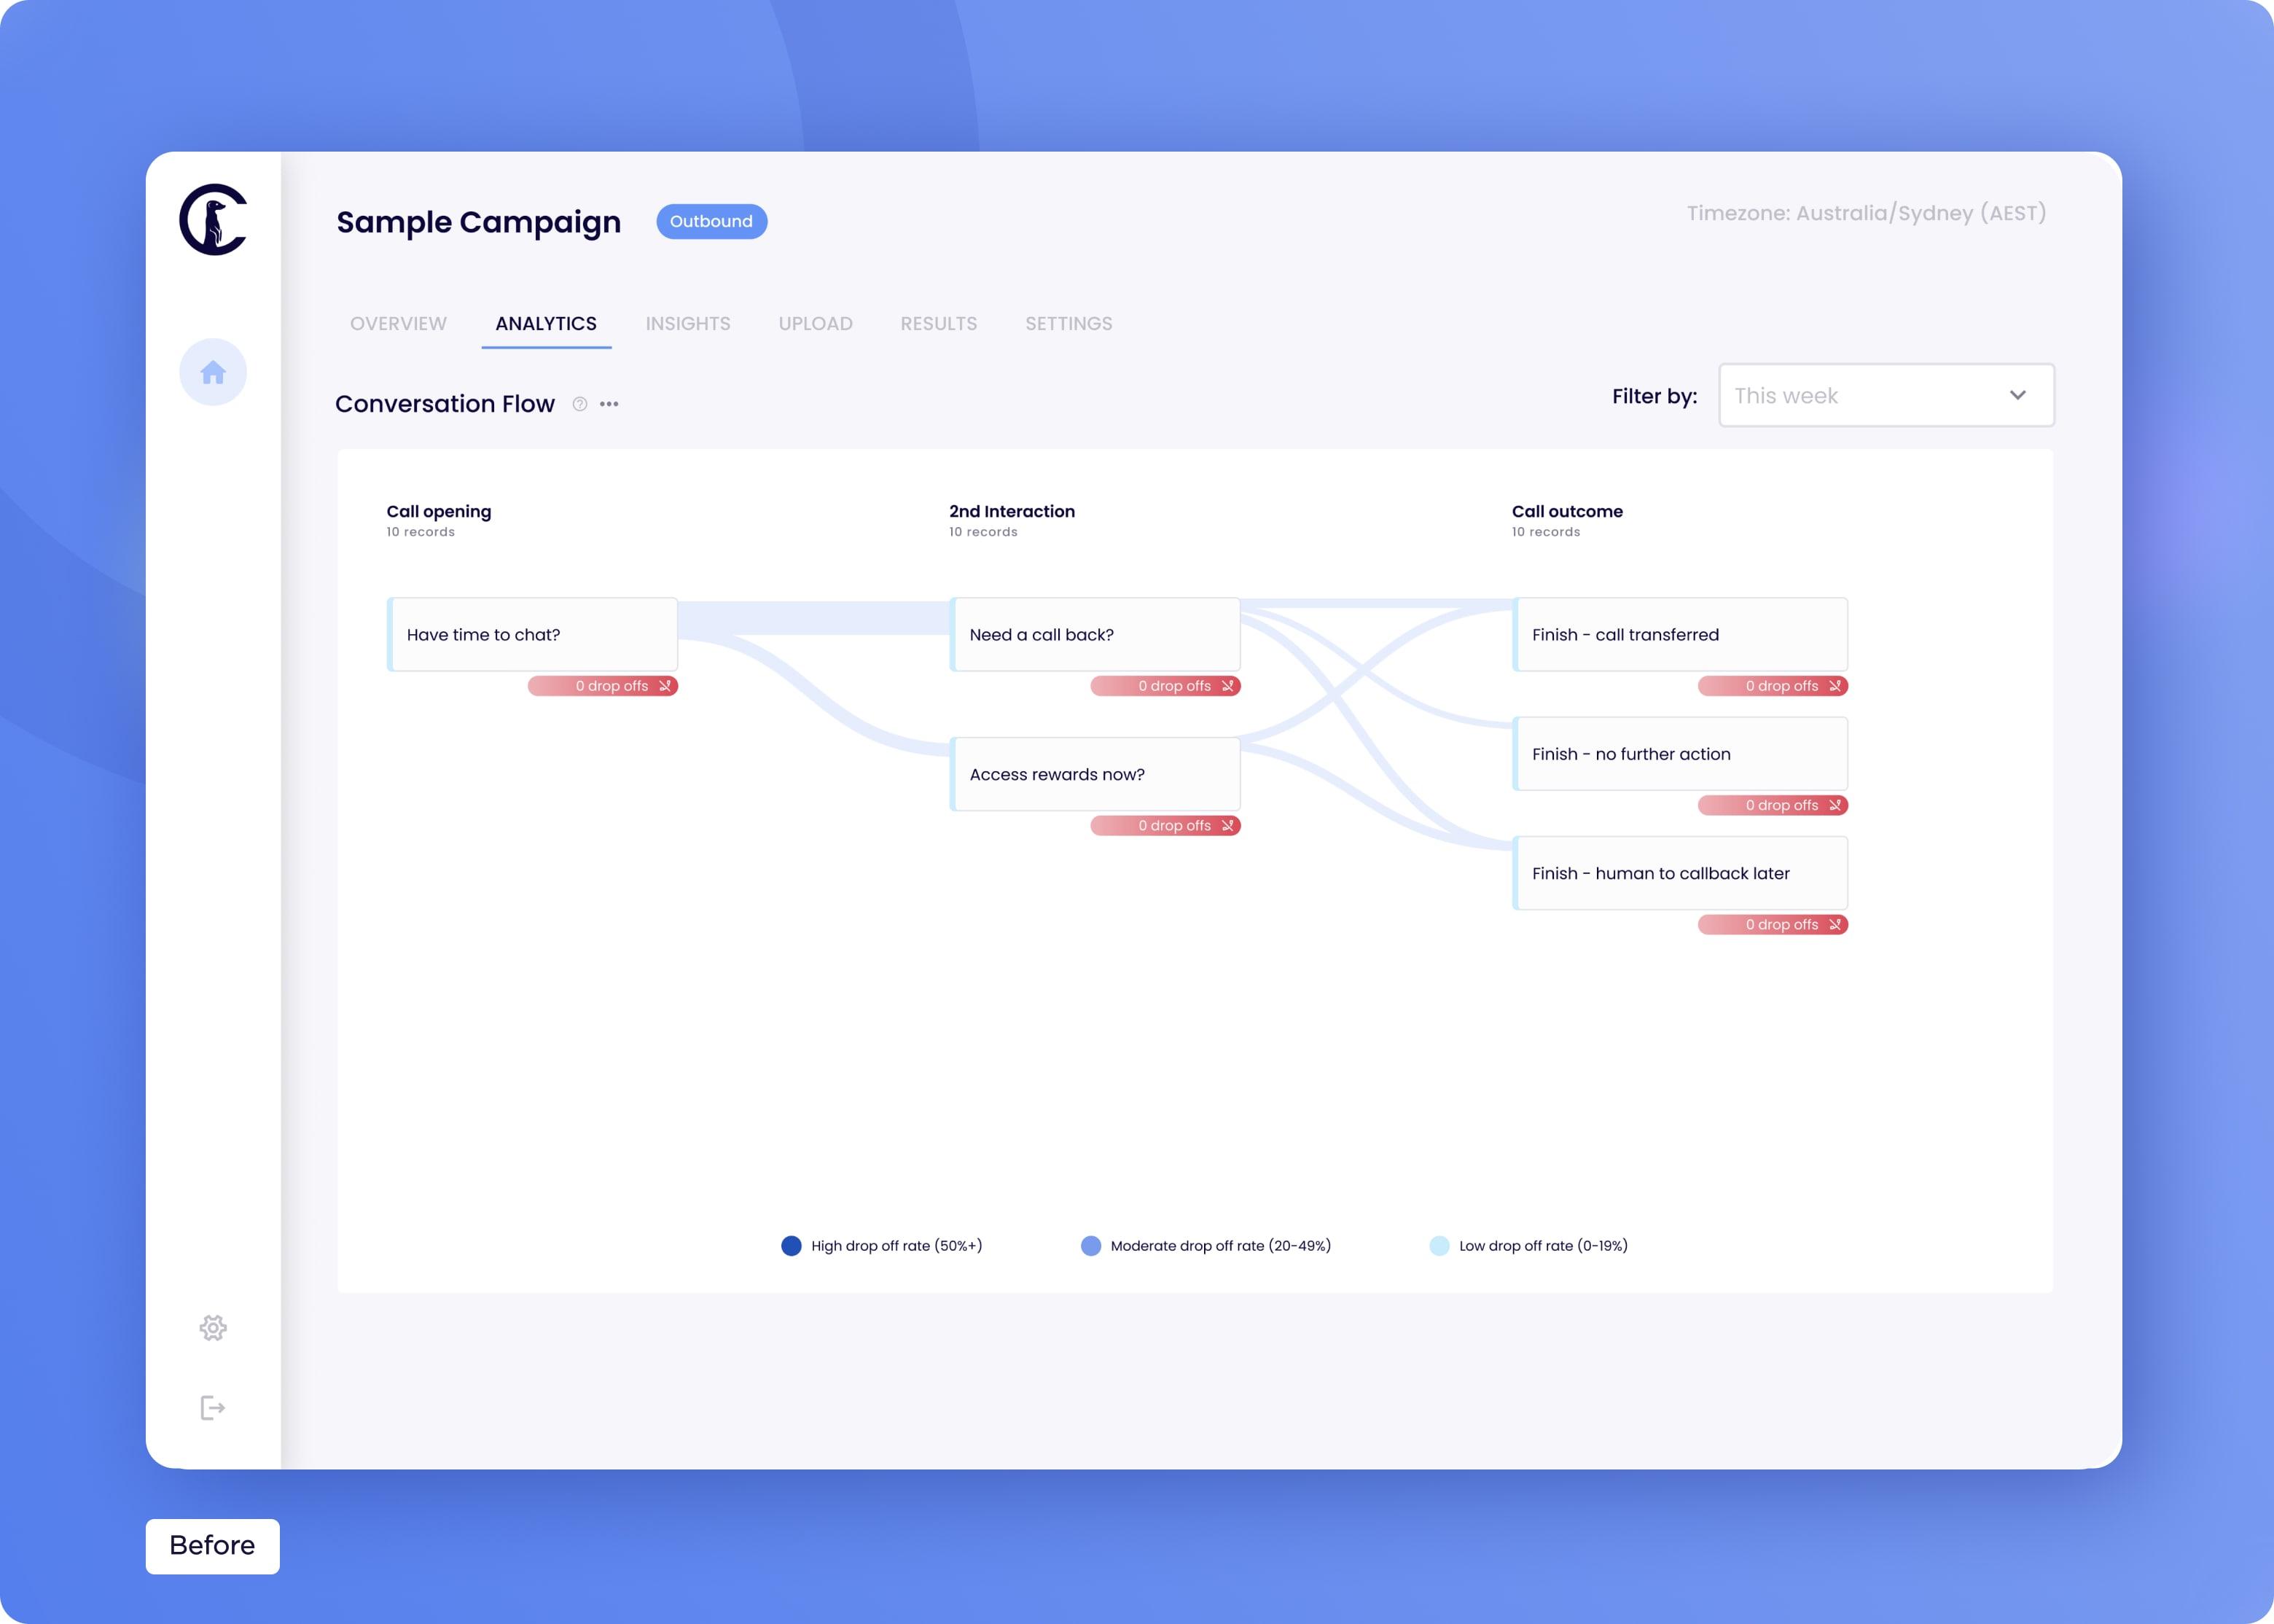 Sample Campaign
Outbound
Timezone: Australia/Sydney (AEST)
OVERVIEW
ANALYTICS
INSIGHTS
UPLOAD
RESULTS
SETTINGS
Conversation Flow
Filter by:
This week
Call opening
10 records
2nd Interaction
10 records
Call outcome
10 records
Have time to chat?
0 drop offs
Need a call back?
0 drop offs
Access rewards now?
0 drop offs
Finish - call transferred
0 drop offs
Finish - no further action
0 drop offs
Finish - human to callback later
0 drop offs
High drop off rate (50%+)
Moderate drop off rate (20-49%)
Low drop off rate (0-19%)
Before